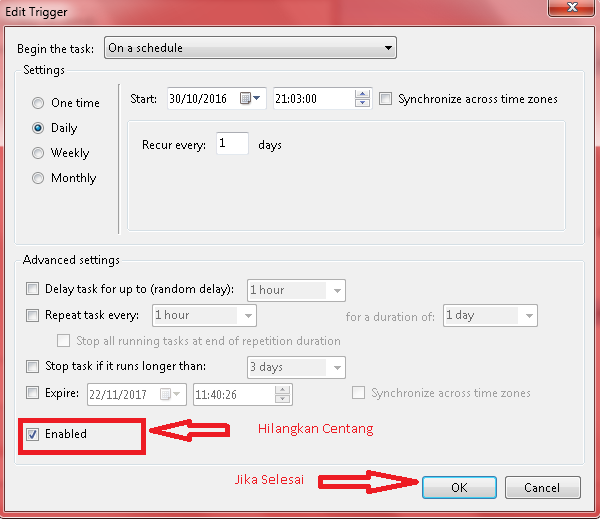 Edit Trigger
Begin the task: On a schedule
Settings
One time
Daily
Weekly
Monthly
Start: 30/10/2016 21:03:00 Synchronize across time zones
Recur every: 1 days
Advanced settings
Delay task for up to (random delay): 1 hour
Repeat task every: 1 hour for a duration of: 1 day
Stop all running tasks at end of repetition duration
Stop task if it runs longer than: 3 days
Expire: 22/11/2017 11:40:26 Synchronize across time zones
Enabled Hilangkan Centang
Jika Selesai OK Cancel